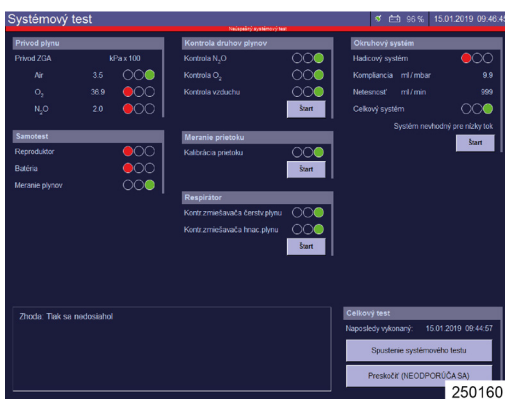 Systémový test
96 % 15.01.2019 09:46:45
Neúspešný systémový test
Prívod plynu
Prívod ZGA kPa x 100
Air 3.5
O₂ 36.9
N₂O 2.0
Samotest
Reproduktor
Batéria
Meranie plynov
Kontrola druhov plynov
Kontrola N₂O
Kontrola O₂
Kontrola vzduchu
Štart
Meranie prietoku
Kalibrácia prietoku
Štart
Respirátor
Kontr.zmiešavača čerstv.plynu
Kontr.zmiešavača hnac.plynu
Štart
Okruhový systém
Hadicový systém
Kompliancia ml / mbar 9.9
Netesnosť ml / min 999
Celkový systém
Systém nevhodný pre nízky tok
Štart
Zhoda: Tlak sa nedosiahol
Celkový test
Naposledy vykonaný: 15.01.2019 09:44:57
Spustenie systémového testu
Preskočiť (NEODPORÚČA SA)
250160